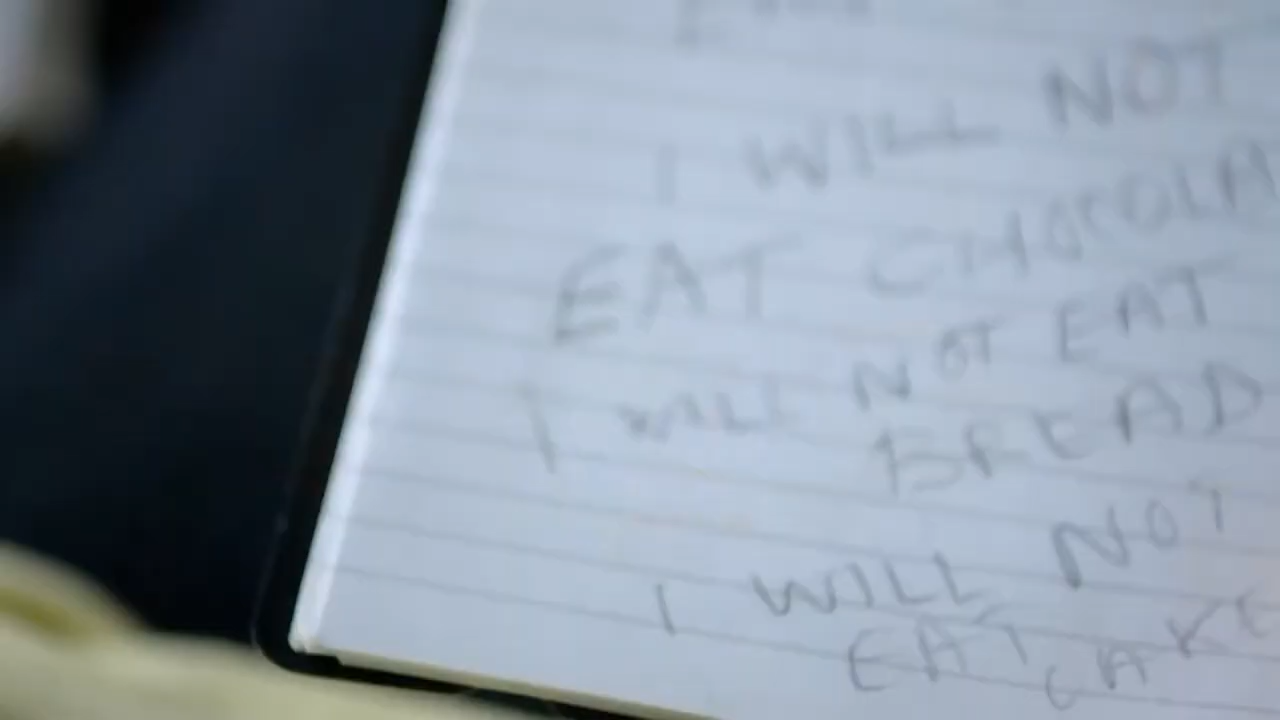 I WILL NOT
EAT CHOCOLA
I WILL NOT EAT
BREAD
I WILL NOT
EAT CAKE